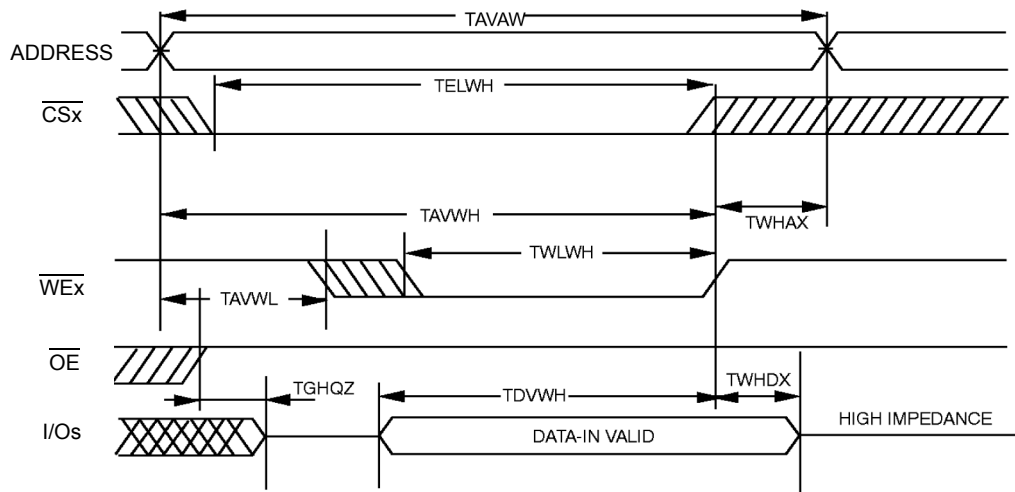 TAVAW
ADDRESS
TELWH
CSx
TAVWH
TWHAX
TWLWH
WEx
TAVWL
OE
TGHQZ
TDVWH
TWHDX
I/Os
DATA-IN VALID
HIGH IMPEDANCE